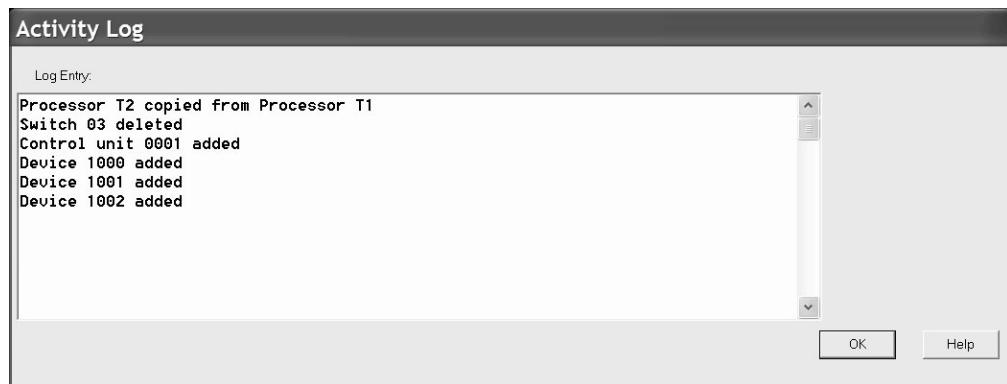 Activity Log
Log Entry:
Processor T2 copied from Processor T1
Switch 03 deleted
Control unit 0001 added
Device 1000 added
Device 1001 added
Device 1002 added
OK
Help